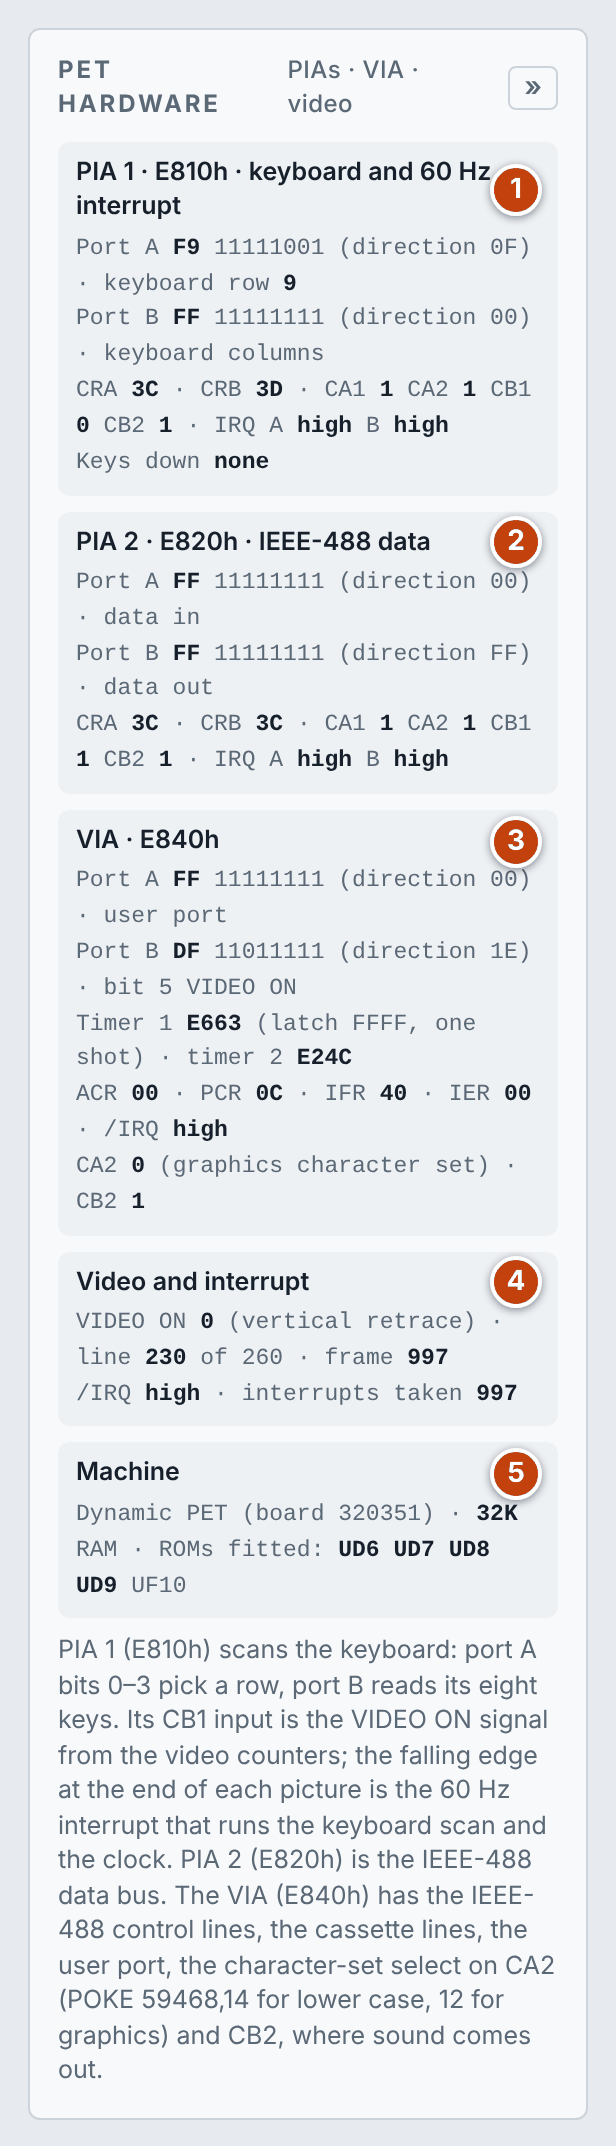 PET HARDWARE
PIAs · VIA · video
»
PIA 1 · E810h · keyboard and 60 Hz
interrupt
1
Port A F9 11111001 (direction 0F)
· keyboard row 9
Port B FF 11111111 (direction 00)
· keyboard columns
CRA 3C · CRB 3D · CA1 1 CA2 1 CB1
0 CB2 1 · IRQ A high B high
Keys down none
PIA 2 · E820h · IEEE-488 data
2
Port A FF 11111111 (direction 00)
· data in
Port B FF 11111111 (direction FF)
· data out
CRA 3C · CRB 3C · CA1 1 CA2 1 CB1
1 CB2 1 · IRQ A high B high
VIA · E840h
3
Port A FF 11111111 (direction 00)
· user port
Port B DF 11011111 (direction 1E)
· bit 5 VIDEO ON
Timer 1 E663 (latch FFFF, one
shot) · timer 2 E24C
ACR 00 · PCR 0C · IFR 40 · IER 00
· /IRQ high
CA2 0 (graphics character set) ·
CB2 1
Video and interrupt
4
VIDEO ON 0 (vertical retrace) ·
line 230 of 260 · frame 997
/IRQ high · interrupts taken 997
Machine
5
Dynamic PET (board 320351) · 32K
RAM · ROMs fitted: UD6 UD7 UD8
UD9 UF10
PIA 1 (E810h) scans the keyboard: port A
bits 0–3 pick a row, port B reads its eight
keys. Its CB1 input is the VIDEO ON signal
from the video counters; the falling edge
at the end of each picture is the 60 Hz
interrupt that runs the keyboard scan and
the clock. PIA 2 (E820h) is the IEEE-488
data bus. The VIA (E840h) has the IEEE-
488 control lines, the cassette lines, the
user port, the character-set select on CA2
(POKE 59468,14 for lower case, 12 for
graphics) and CB2, where sound comes
out.